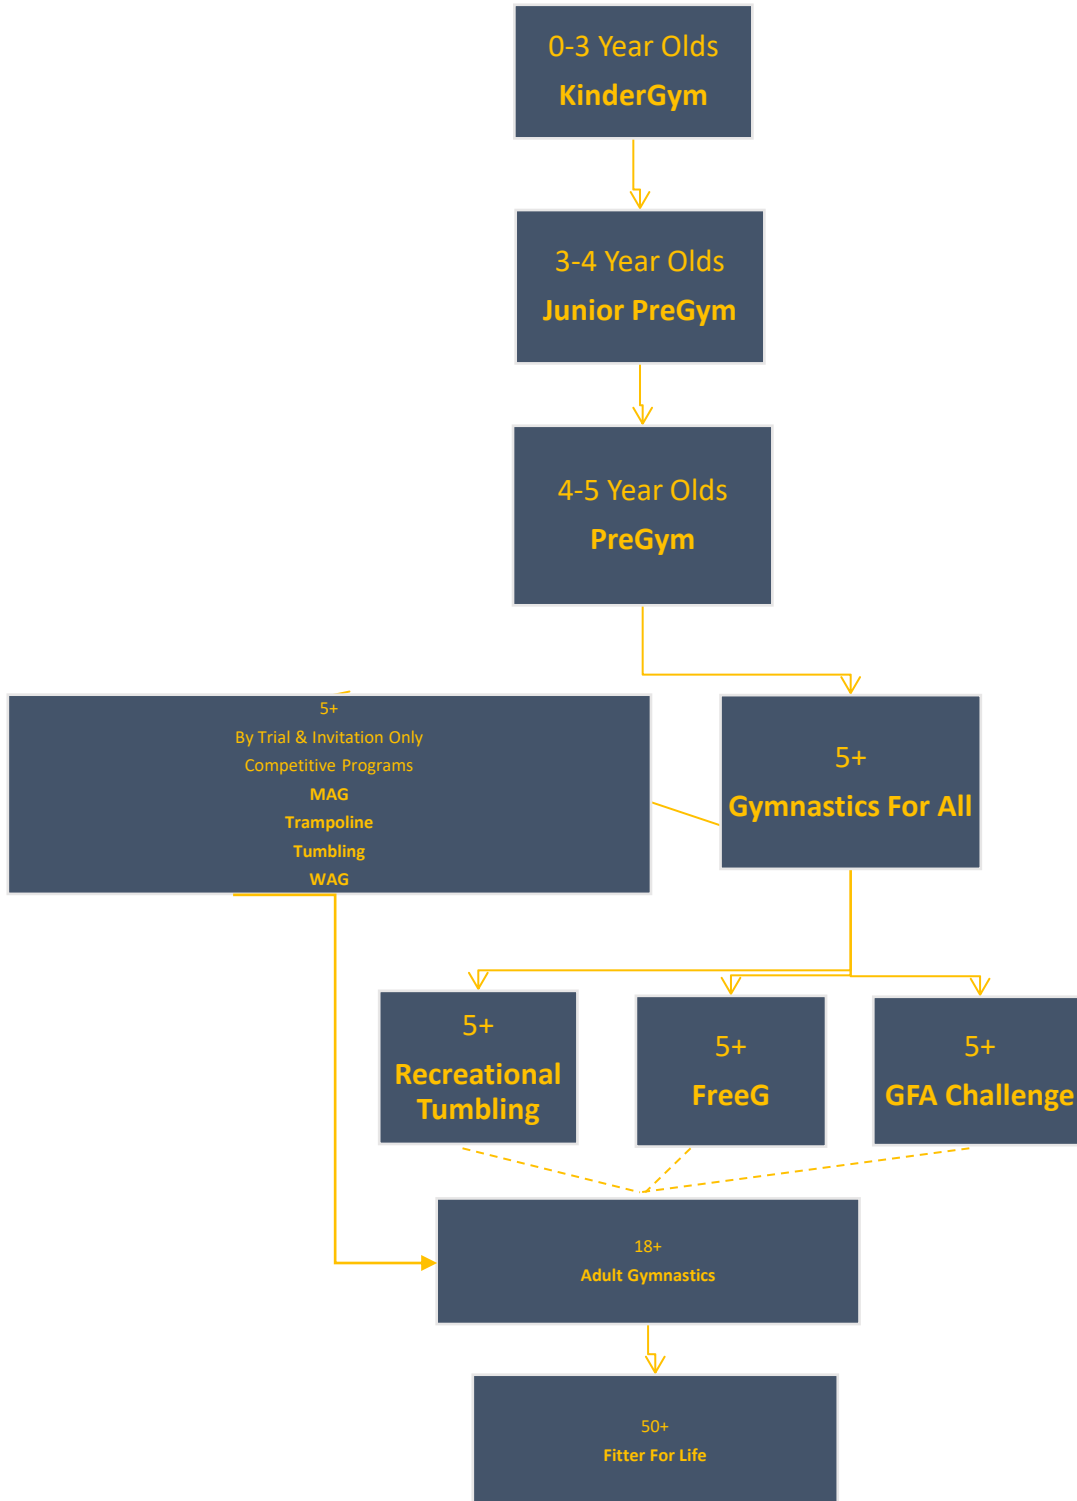 0-3 Year Olds
KinderGym
3-4 Year Olds
Junior PreGym
4-5 Year Olds
PreGym
5+
By Trial & Invitation Only
Competitive Programs
MAG
Trampoline
Tumbling
WAG
5+
Gymnastics For All
5+
Recreational
Tumbling
5+
FreeG
5+
GFA Challenge
18+
Adult Gymnastics
50+
Fitter For Life